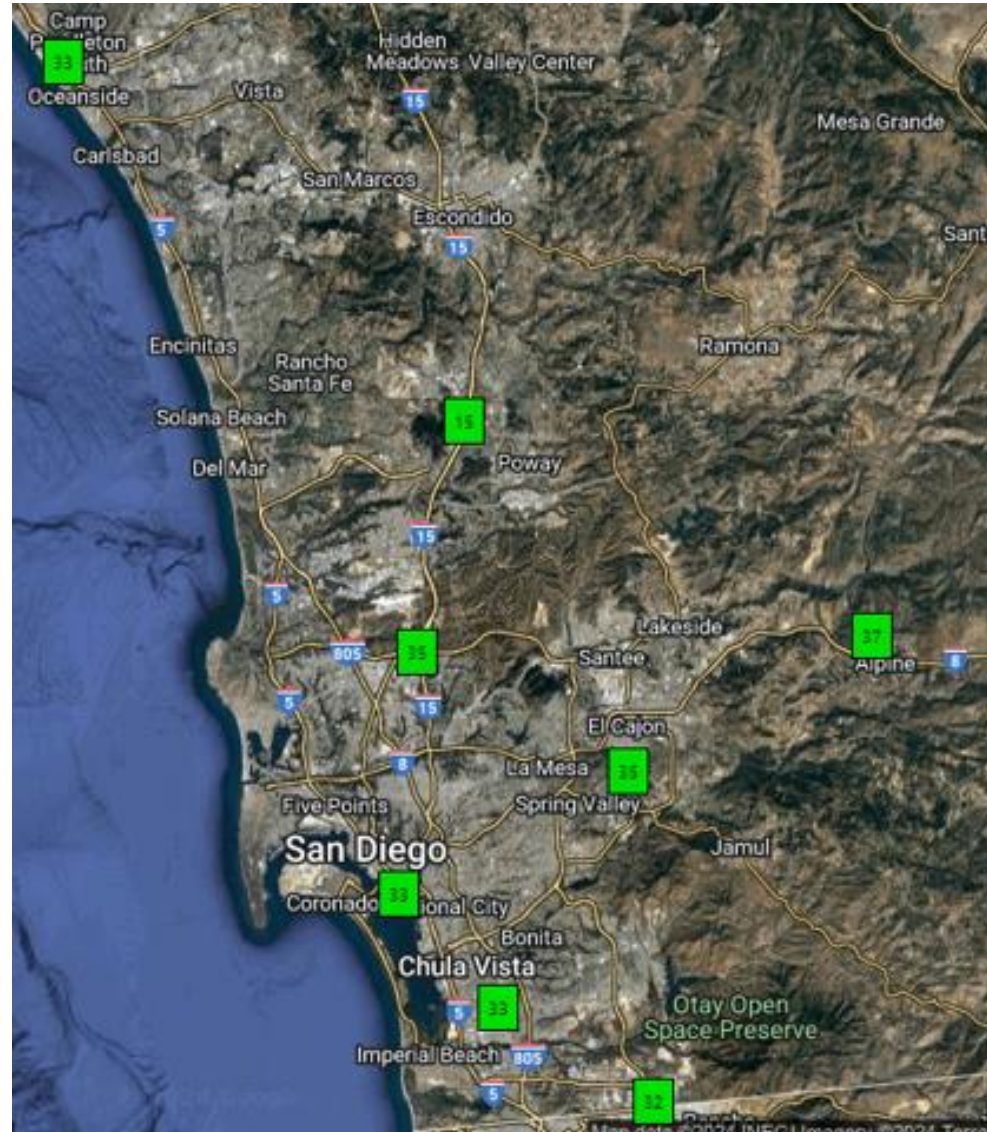 Camp
33
Oceanside
Hidden
Meadows
Valley Center
15
Vista
Mesa Grande
Carlsbad
San Marcos
Escondido
5
15
Sant
Encinitas
Rancho
Santa Fe
Ramona
Solana Beach
15
Del Mar
Poway
15
5
Lakeside
37
805
35
Santee
Alpine
8
5
15
El Cajon
8
La Mesa
35
Five Points
Spring Valley
San Diego
Jamul
Coronado
33
ional City
Bonita
Chula Vista
5
33
Otay Open
Space Preserve
Imperial Beach
805
5
32